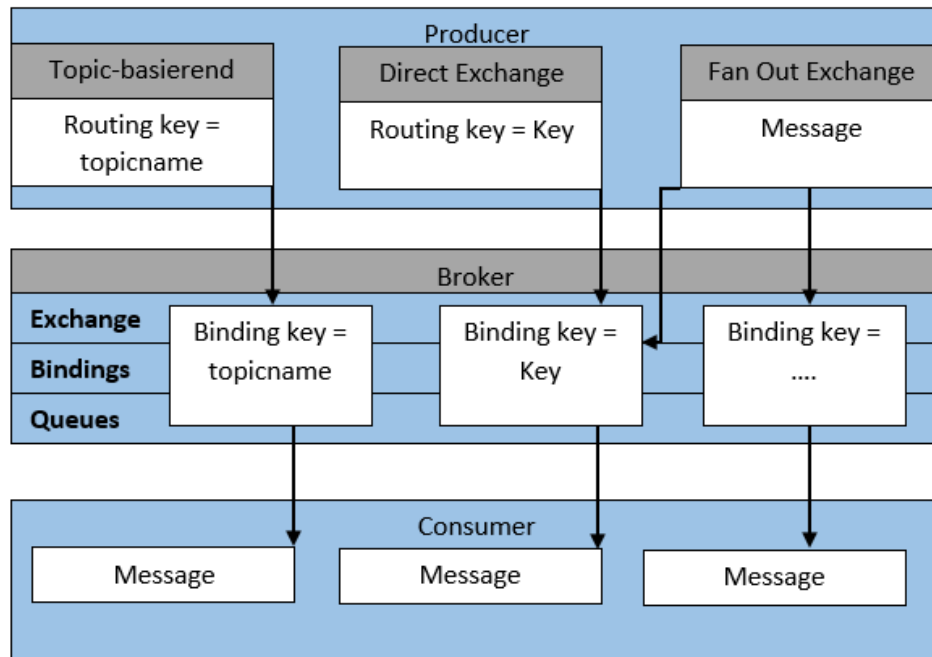 Producer
Topic-basierend
Direct Exchange
Fan Out Exchange
Routing key =
topicname
Routing key = Key
Message
Broker
Exchange
Bindings
Queues
Binding key =
topicname
Binding key =
Key
Binding key =
....
Consumer
Message
Message
Message